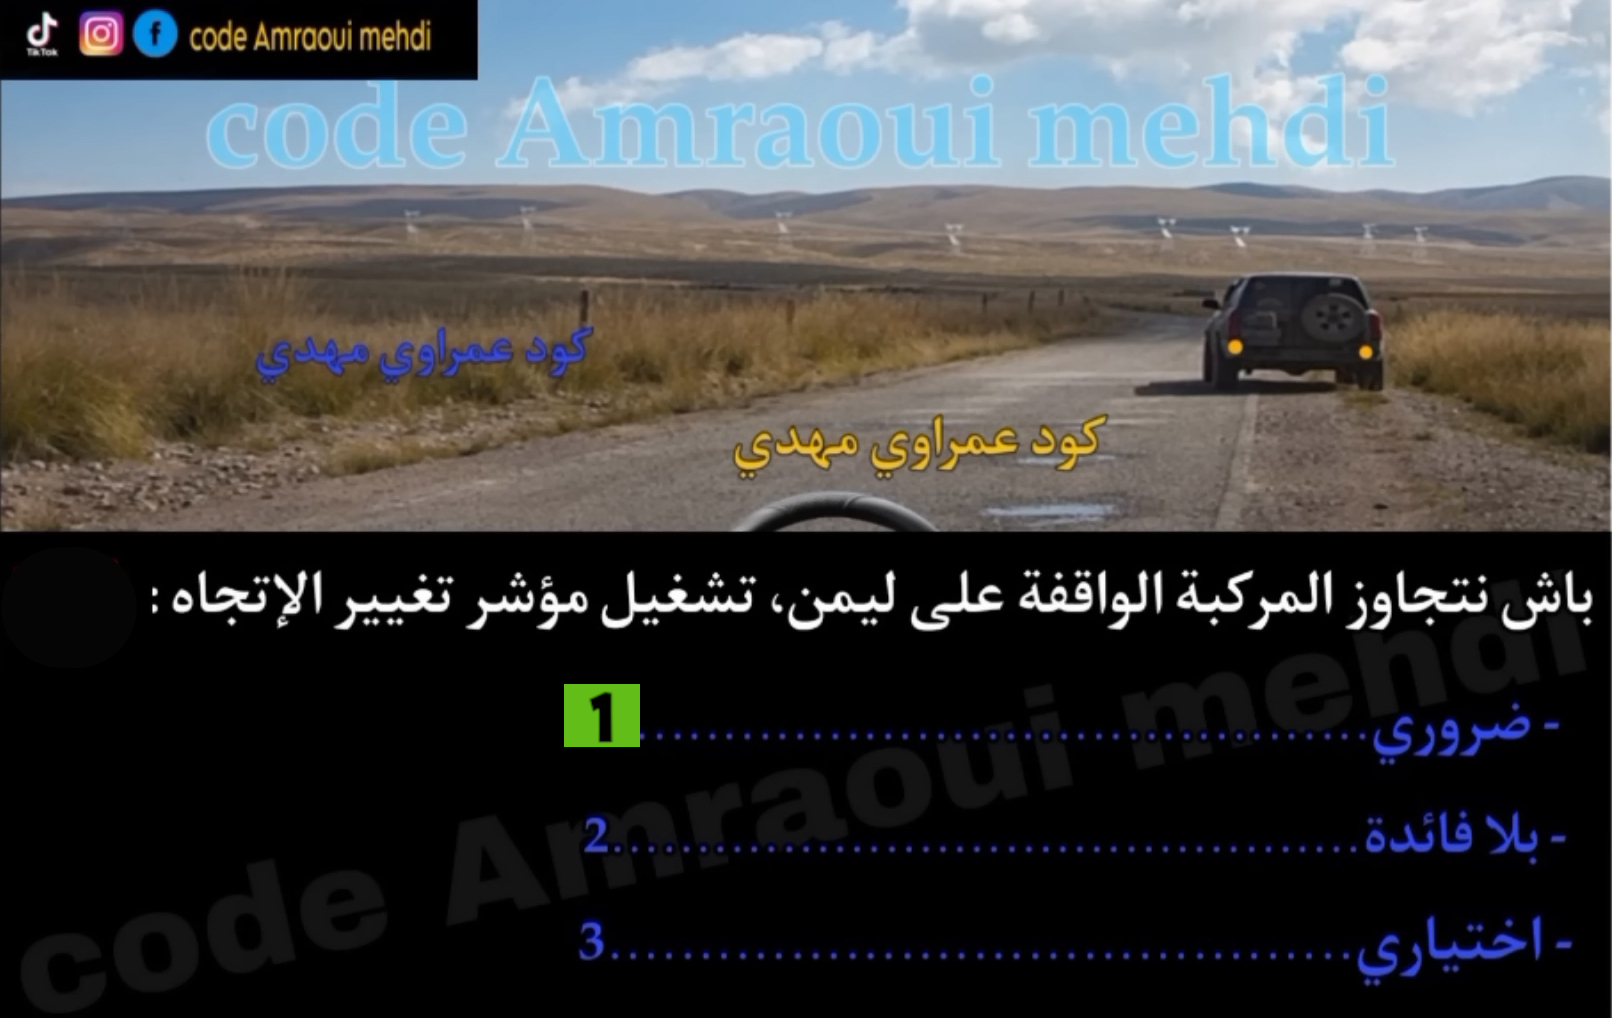 TikTok
code Amraoui mehdi
code Amraoui mehdi
كود عمراوي مهدي
كود عمراوي مهدي
باش نتجاوز المركبة الواقفة على ليمن، تشغيل مؤشر تغيير الإتجاه :
- ضروري............................................1
- بلا فائدة............................................2
- اختياري............................................3
code Amraoui mehdi